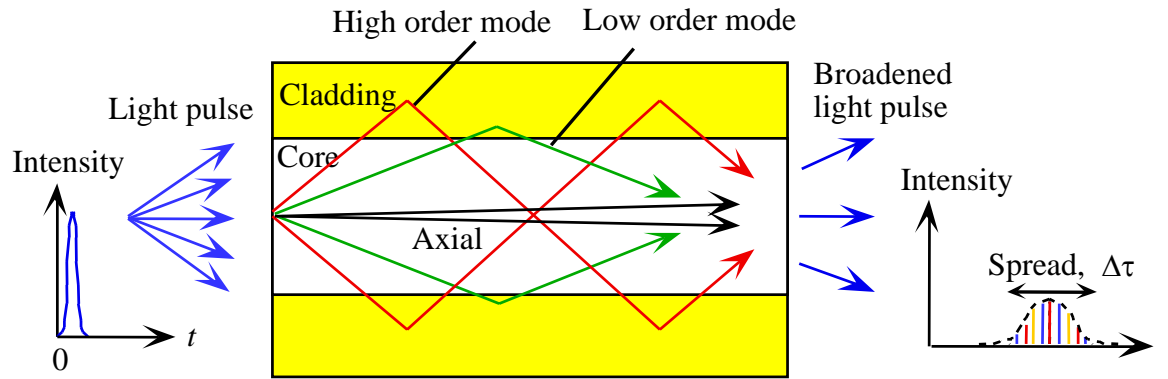 High order mode
Low order mode
Light pulse
Cladding
Broadened
light pulse
Intensity
Core
Intensity
Axial
Spread, Δτ
t
0